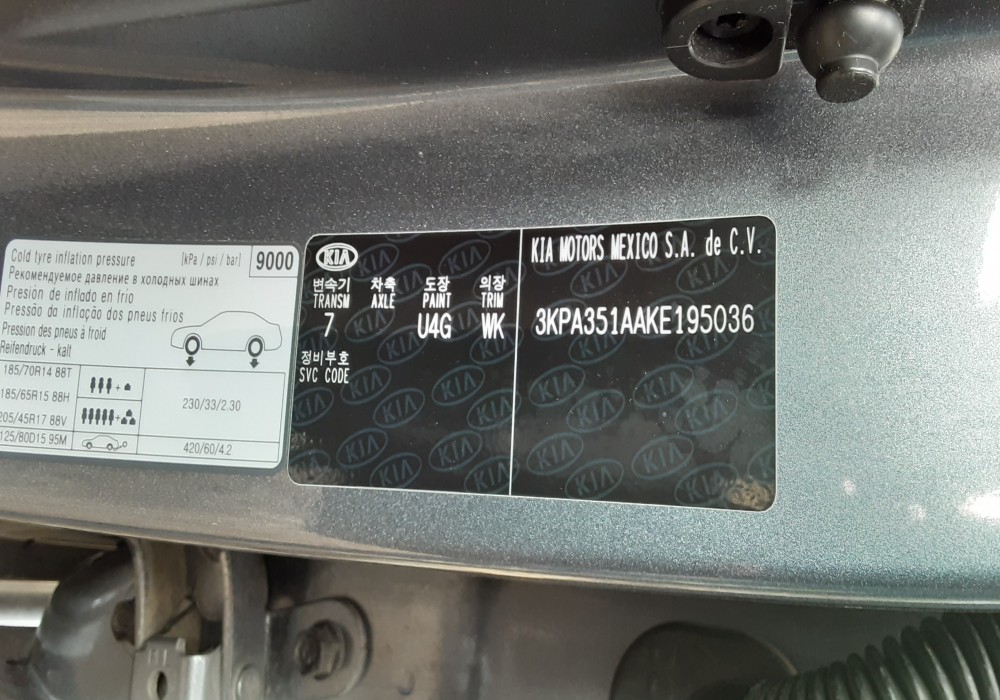 Cold tyre inflation pressure [kPa / psi / bar] 9000
Рекомендуемое давление в холодных шинах
Presión de inflado en frio
Pressão da inflação dos pneus frios
Pression des pneus à froid
Reifendruck - kalt
185/70R14 88T
185/65R15 88H
205/45R17 88V
230/33/2.30
125/80D15 95M
420/60/4.2
KIA
변속기 차축 도장 의장
TRANSM AXLE PAINT TRIM
7 U4G WK
정비부호
SVC CODE
KIA MOTORS MEXICO S.A. de C.V.
3KPA351AAKE195036